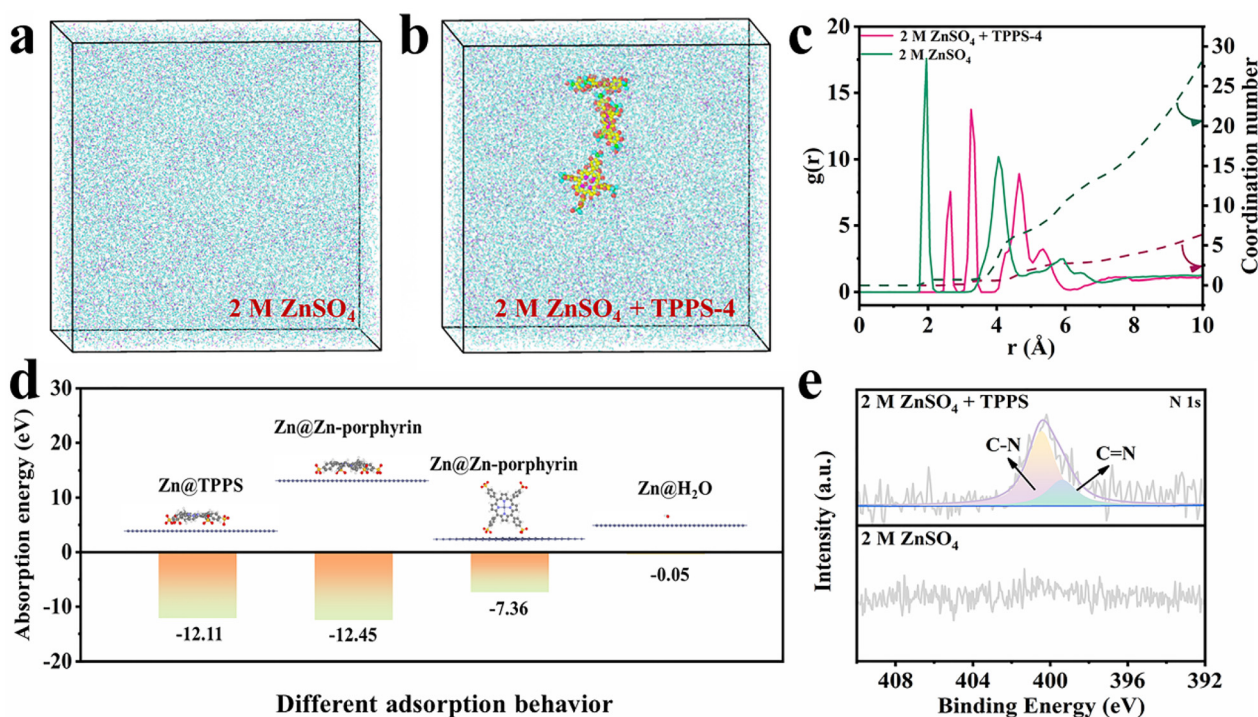 a
2 M ZnSO₄
b
2 M ZnSO₄ + TPPS-4
c
2 M ZnSO₄ + TPPS-4
2 M ZnSO₄
20
15
10
5
0
g(r)
30
25
20
15
10
5
0
Coordination number
0 2 4 6 8 10
r (Å)
d
Absorption energy (eV)
30
20
10
0
-10
-20
Zn@TPPS
Zn@Zn-porphyrin
Zn@Zn-porphyrin
Zn@H₂O
-12.11
-12.45
-7.36
-0.05
Different adsorption behavior
e
2 M ZnSO₄ + TPPS
N 1s
C-N
C=N
2 M ZnSO₄
Intensity (a.u.)
408 404 400 396 392
Binding Energy (eV)